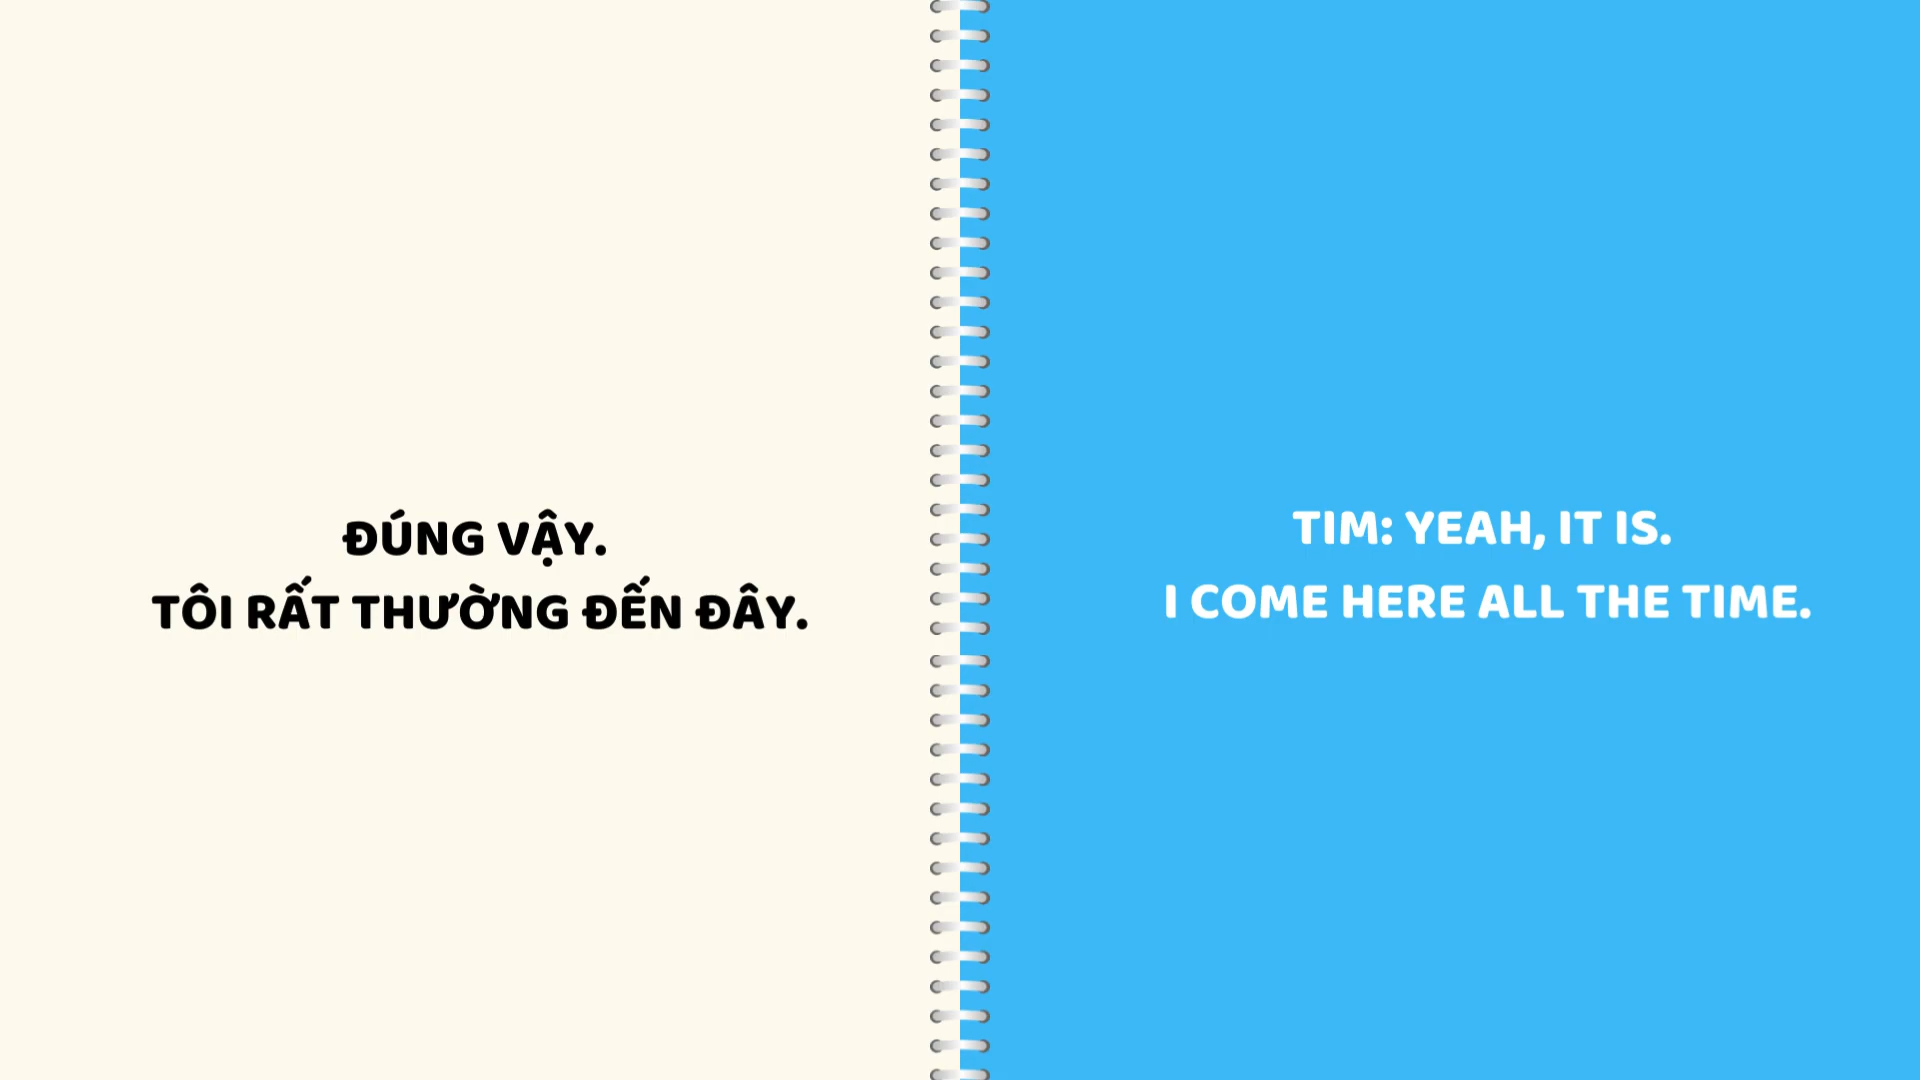 ĐÚNG VẬY.
TÔI RẤT THƯỜNG ĐẾN ĐÂY.
TIM: YEAH, IT IS.
I COME HERE ALL THE TIME.